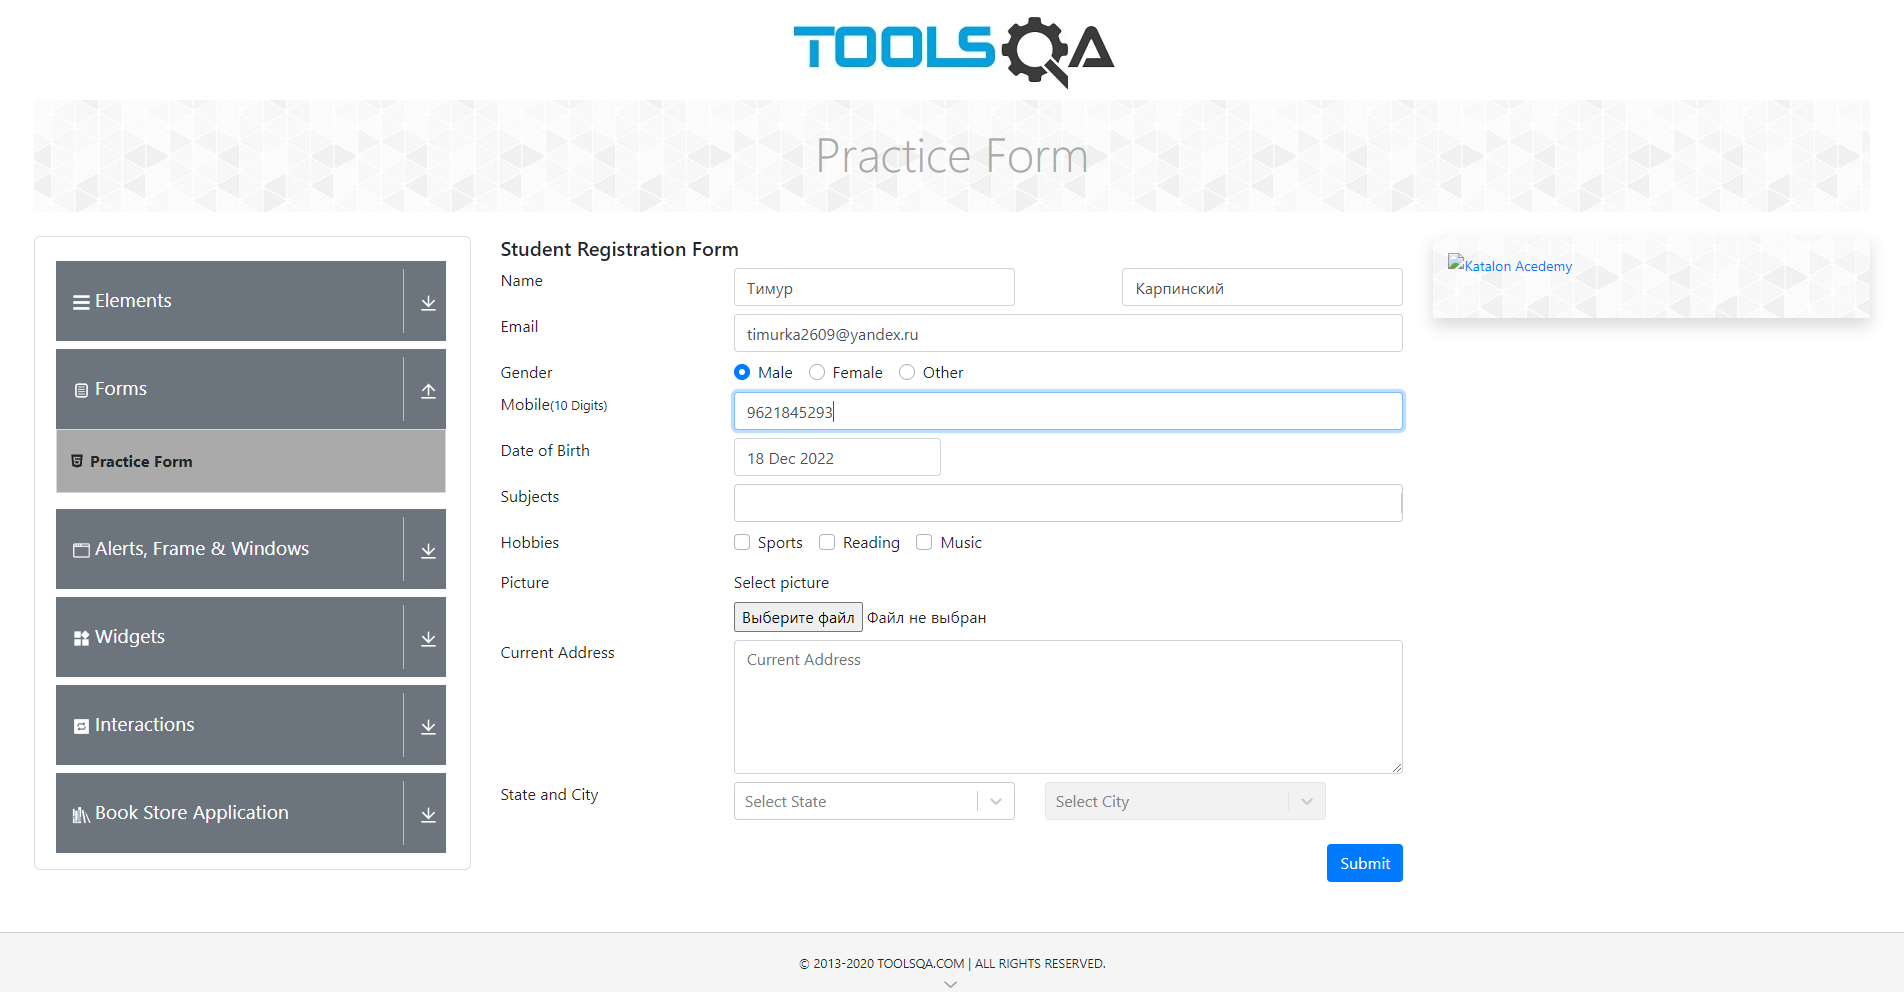 TOOLSQA
Practice Form
Elements
Forms
Practice Form
Alerts, Frame & Windows
Widgets
Interactions
Book Store Application
Student Registration Form
Name Тимур Карпинский
Email timurka2609@yandex.ru
Gender Male Female Other
Mobile(10 Digits) 9621845293
Date of Birth 18 Dec 2022
Subjects
Hobbies Sports Reading Music
Picture Select picture
Выберите файл Файл не выбран
Current Address Current Address
State and City Select State Select City
Submit
Katalon Acedemy
© 2013-2020 TOOLSQA.COM | ALL RIGHTS RESERVED.